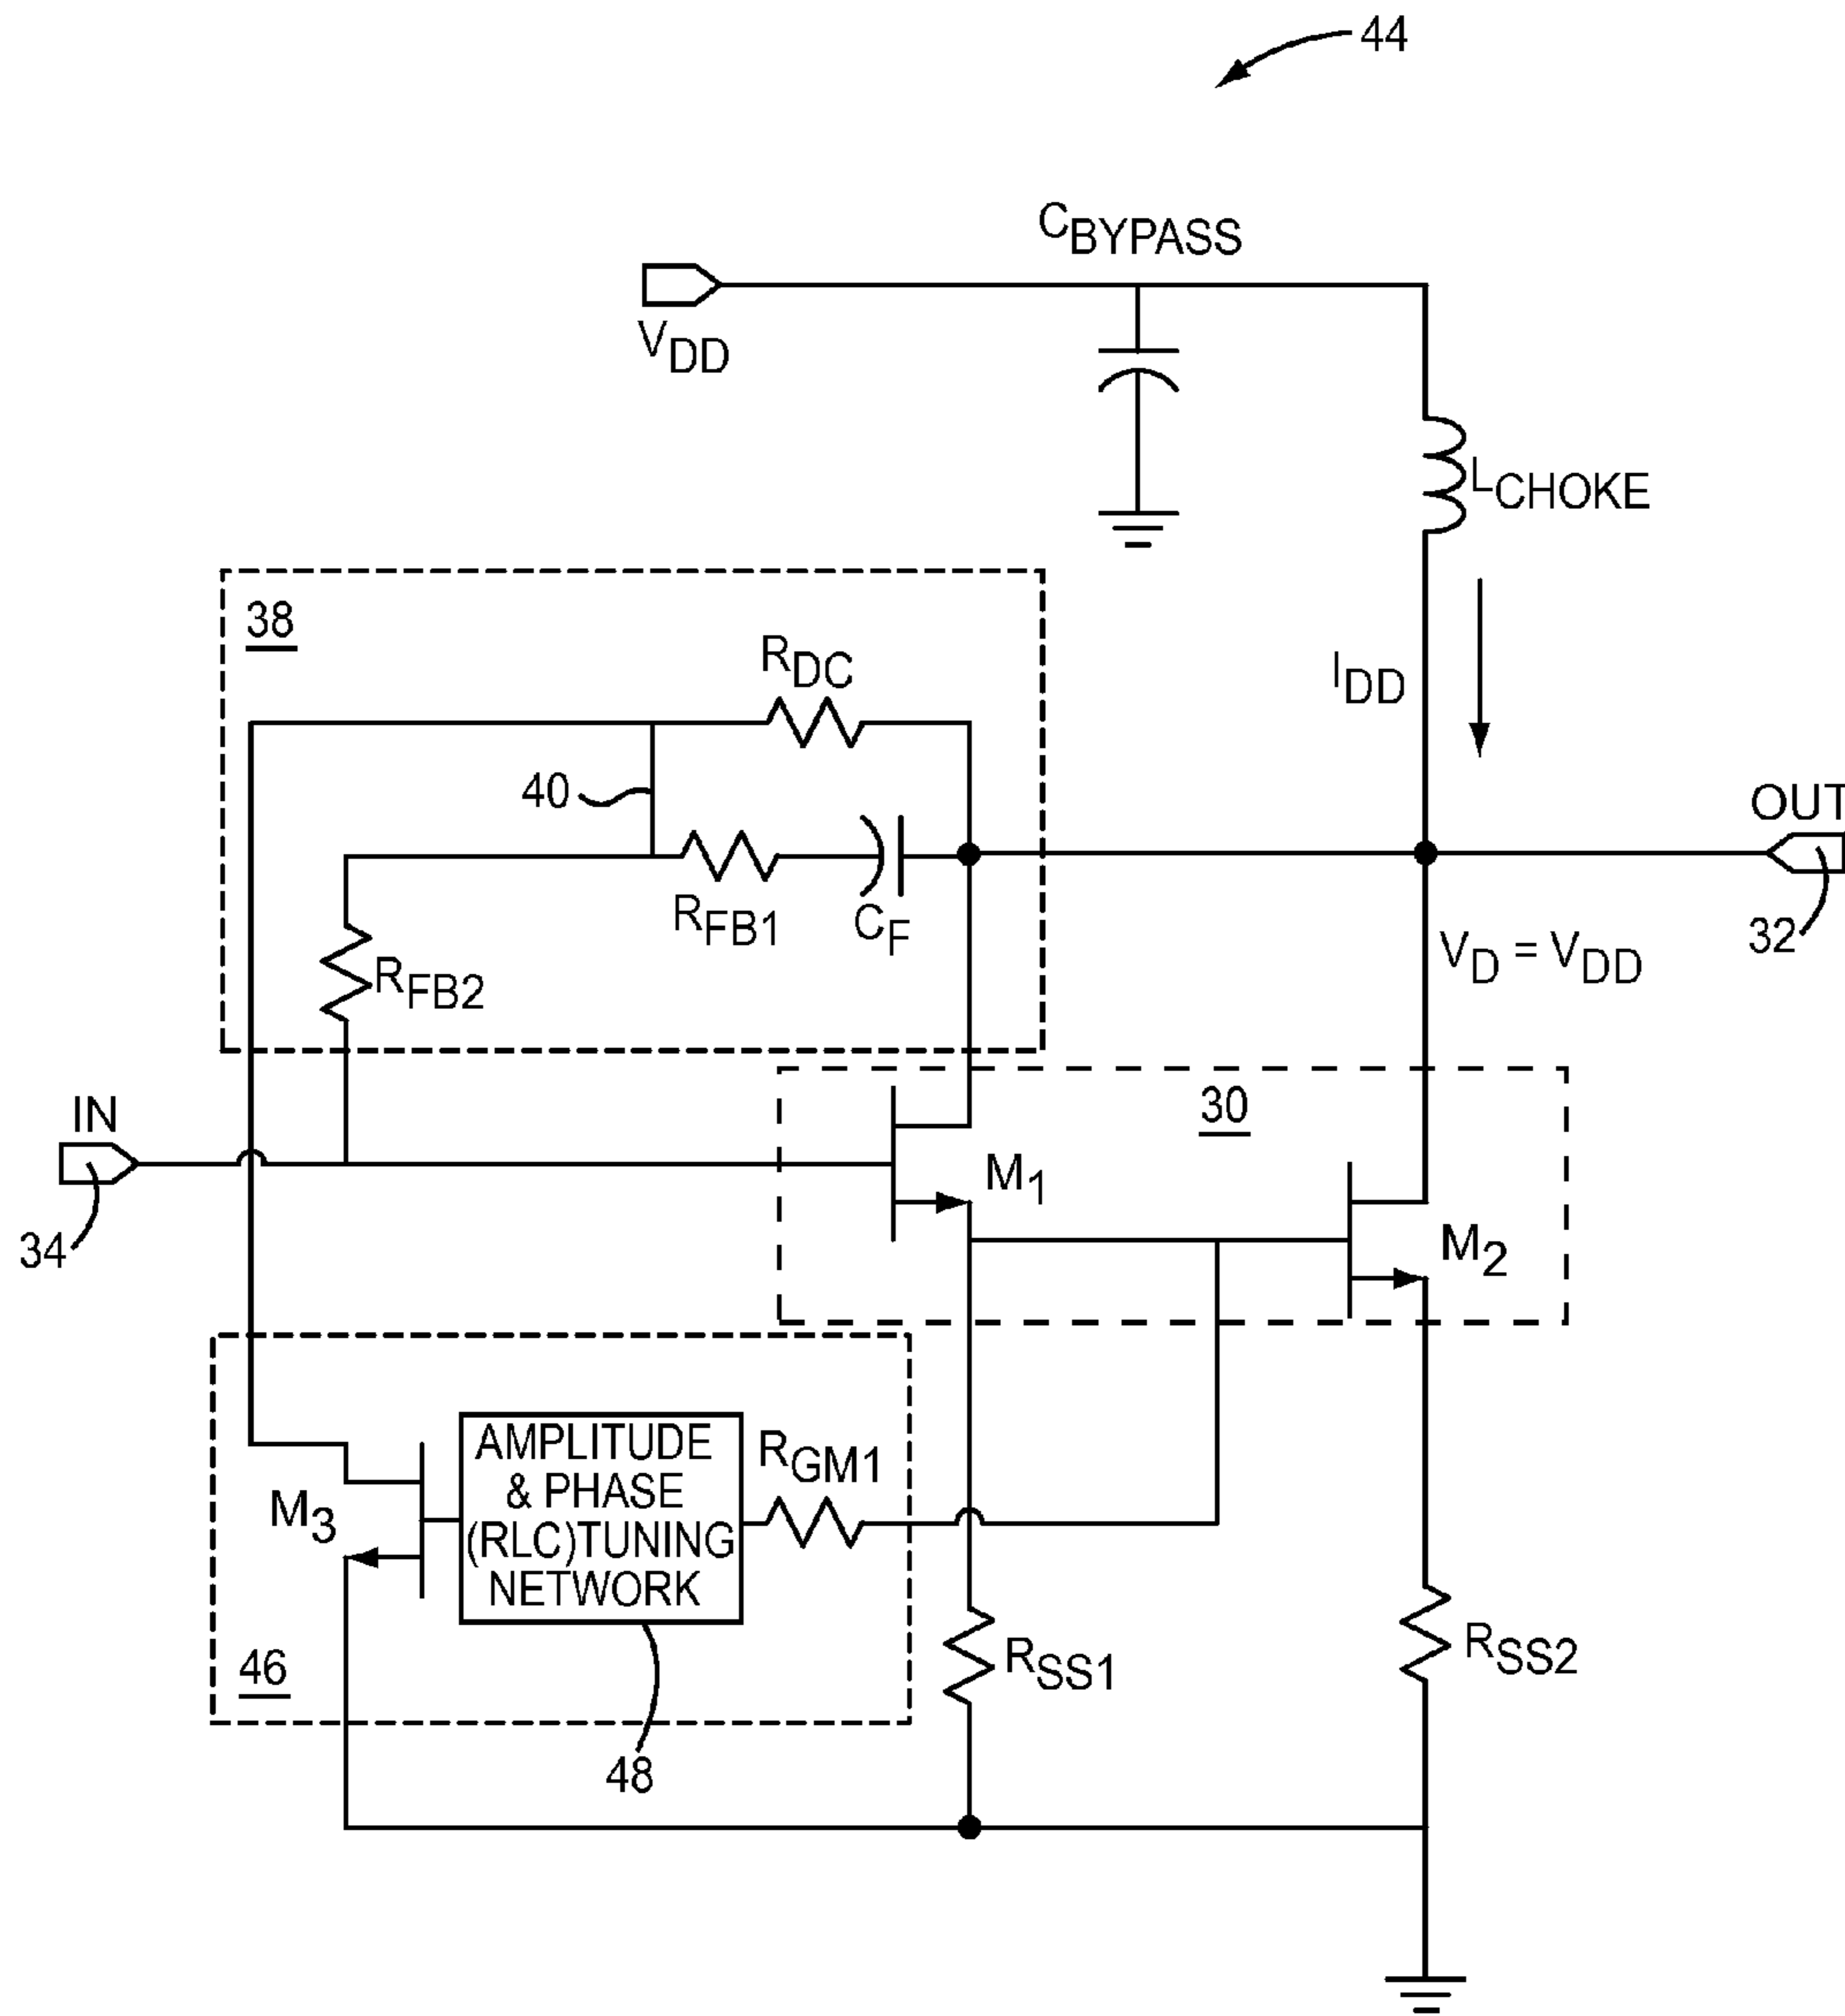 44
CBYPASS
VDD
LCHOKE
38
RDC
IDD
40
OUT
RFB1
CF
32
VD = VDD
RFB2
IN
30
M1
34
M2
AMPLITUDE
& PHASE
(RLC)TUNING
NETWORK
RGM1
M3
46
RSS1
RSS2
48